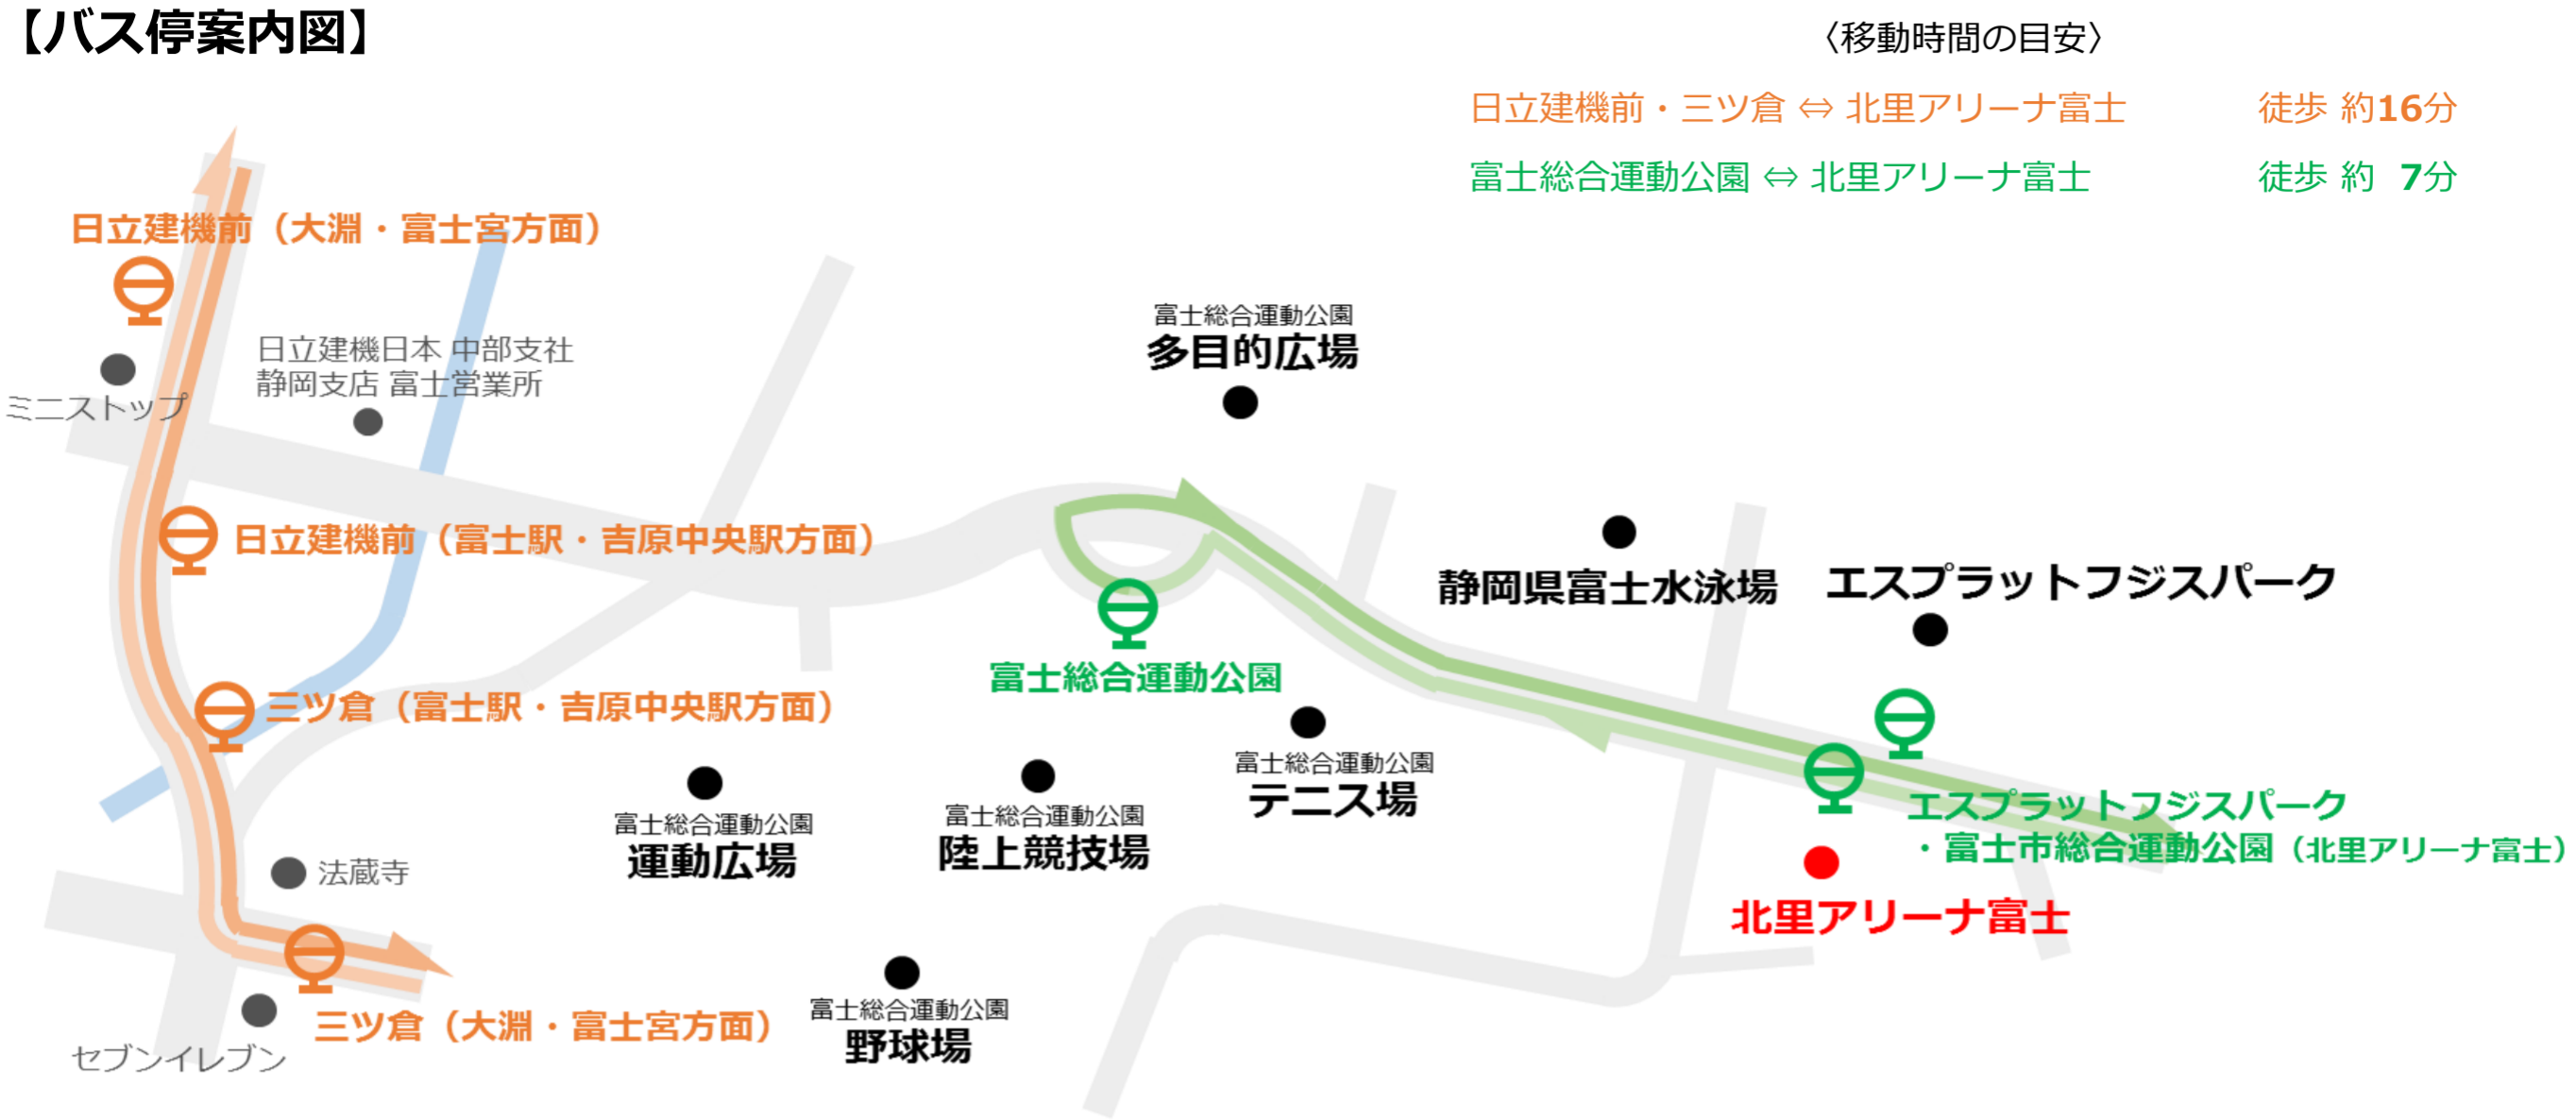 【バス停案内図】
〈移動時間の目安〉
日立建機前・三ツ倉 ⇔ 北里アリーナ富士 徒歩 約16分
富士総合運動公園 ⇔ 北里アリーナ富士 徒歩 約 7分
日立建機前（大淵・富士宮方面）
ミニストップ
日立建機日本 中部支社
静岡支店 富士営業所
富士総合運動公園
多目的広場
日立建機前（富士駅・吉原中央駅方面）
静岡県富士水泳場
エスプラットフジスパーク
富士総合運動公園
三ツ倉（富士駅・吉原中央駅方面）
富士総合運動公園
テニス場
富士総合運動公園
運動広場
富士総合運動公園
陸上競技場
エスプラットフジスパーク
・富士市総合運動公園（北里アリーナ富士）
法蔵寺
北里アリーナ富士
富士総合運動公園
野球場
三ツ倉（大淵・富士宮方面）
セブンイレブン